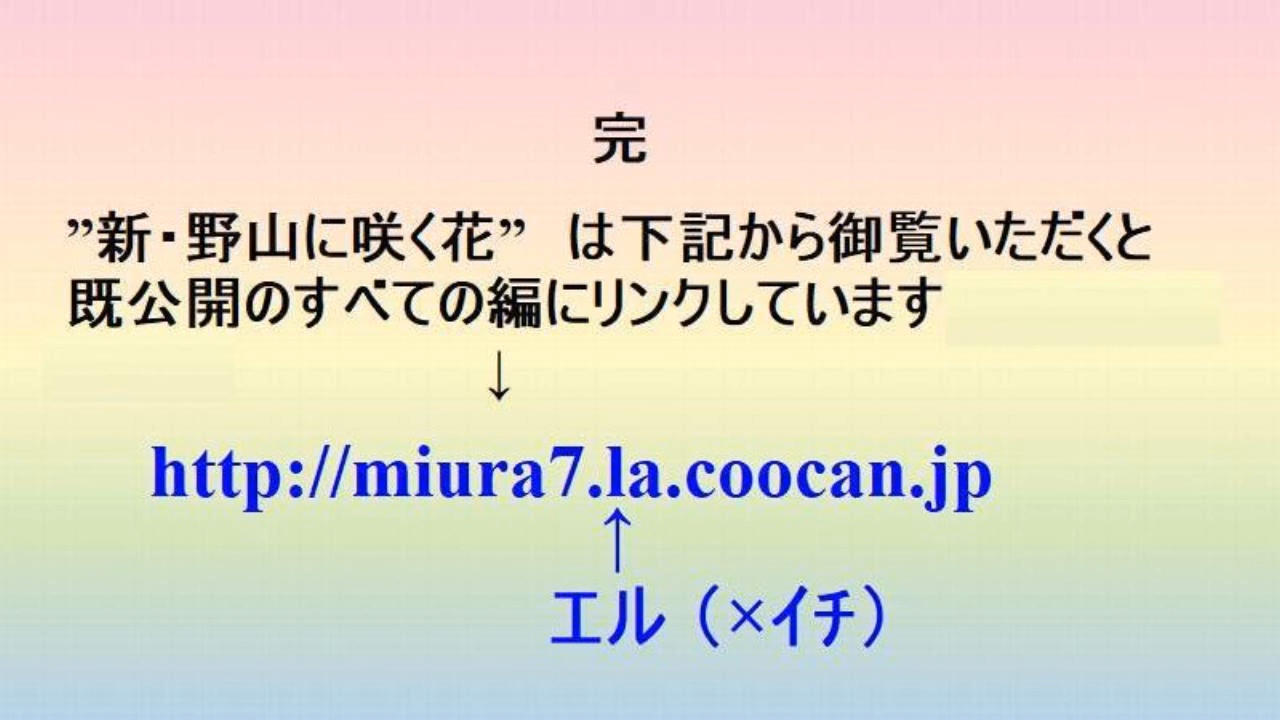 完
”新・野山に咲く花”　は下記から御覧いただくと
既公開のすべての編にリンクしています
↓
http://miura7.la.coocan.jp
↑
エル（×イチ）